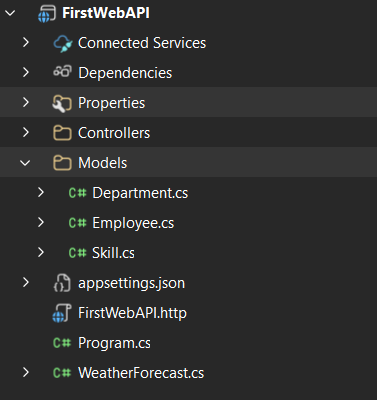 FirstWebAPI
Connected Services
Dependencies
Properties
Controllers
Models
C# Department.cs
C# Employee.cs
C# Skill.cs
appsettings.json
FirstWebAPI.http
C# Program.cs
C# WeatherForecast.cs